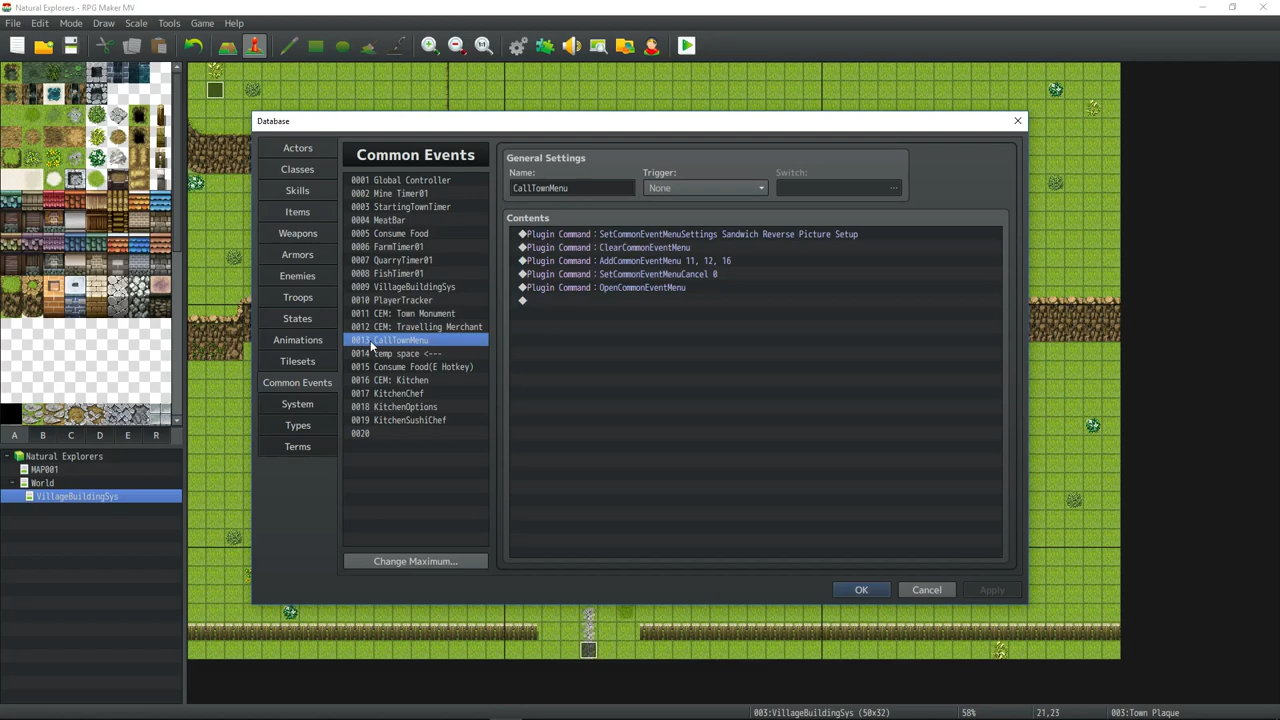 Natural Explorers - RPG Maker MV
File Edit Mode Draw Scale Tools Game Help
Database
Actors
Classes
Skills
Items
Weapons
Armors
Enemies
Troops
States
Animations
Tilesets
Common Events
System
Types
Terms
Common Events
0001 Global Controller
0002 Mine Timer01
0003 StartingTownTimer
0004 MeatBar
0005 Consume Food
0006 FarmTimer01
0007 QuarryTimer01
0008 FishTimer01
0009 VillageBuildingSys
0010 PlayerTracker
0011 CEM: Town Monument
0012 CEM: Travelling Merchant
0013 CallTownMenu
0014 temp space <---
0015 Consume Food(E Hotkey)
0016 CEM: Kitchen
0017 KitchenChef
0018 KitchenOptions
0019 KitchenSushiChef
0020
Change Maximum...
General Settings
Name: Trigger: Switch:
CallTownMenu None ...
Contents
◆Plugin Command：SetCommonEventMenuSettings Sandwich Reverse Picture Setup
◆Plugin Command：ClearCommonEventMenu
◆Plugin Command：AddCommonEventMenu 11, 12, 16
◆Plugin Command：SetCommonEventMenuCancel 0
◆Plugin Command：OpenCommonEventMenu
◆
OK Cancel Apply
A B C D E R
Natural Explorers
MAP001
World
VillageBuildingSys
003:VillageBuildingSys (50x32) 58% 21,23 003:Town Plaque